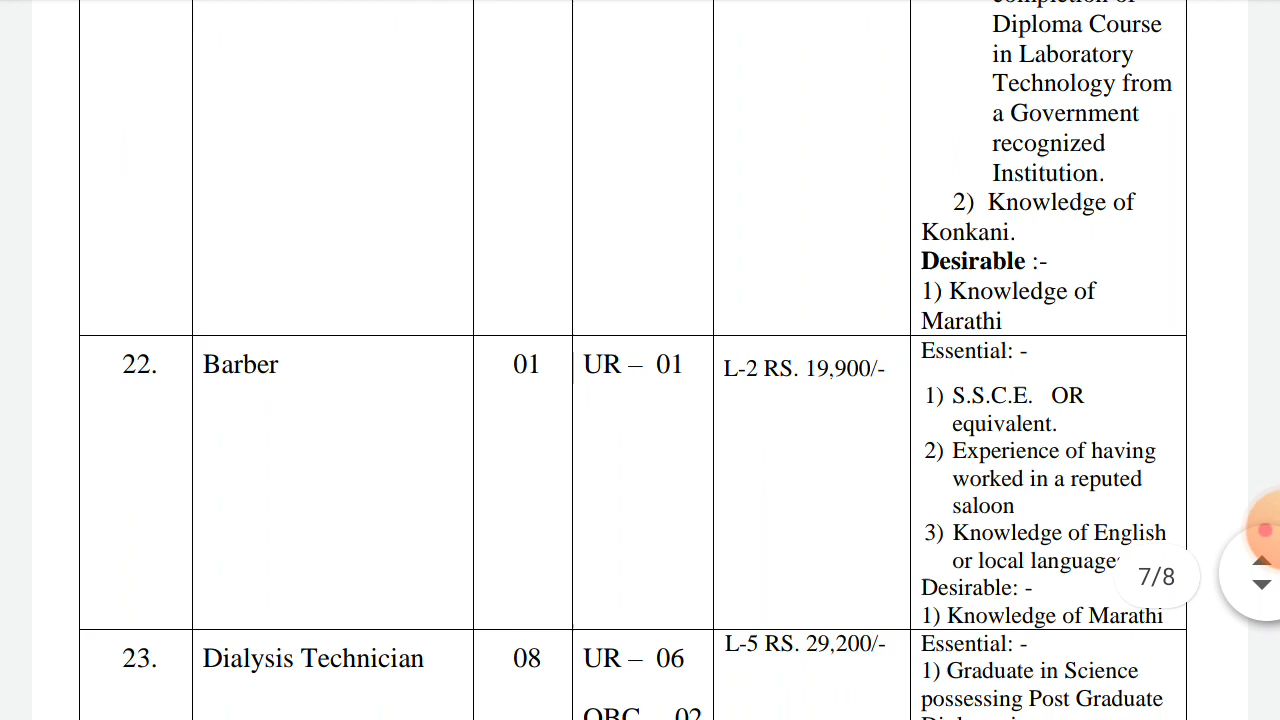 completion of
Diploma Course
in Laboratory
Technology from
a Government
recognized
Institution.
2) Knowledge of
Konkani.
Desirable :-
1) Knowledge of
Marathi
22. Barber 01 UR – 01 L-2 RS. 19,900/-
Essential: -
1) S.S.C.E. OR
equivalent.
2) Experience of having
worked in a reputed
saloon
3) Knowledge of English
or local language
Desirable: -
1) Knowledge of Marathi
7/8
23. Dialysis Technician 08 UR – 06 L-5 RS. 29,200/-
OBC 02
Essential: -
1) Graduate in Science
possessing Post Graduate